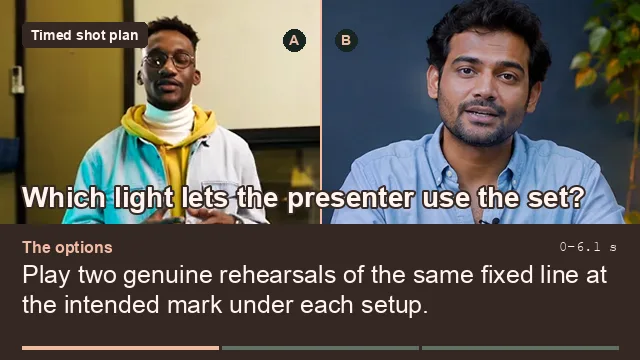 Timed shot plan
A
B
Which light lets the presenter use the set?
The options
0–6.1 s
Play two genuine rehearsals of the same fixed line at
the intended mark under each setup.